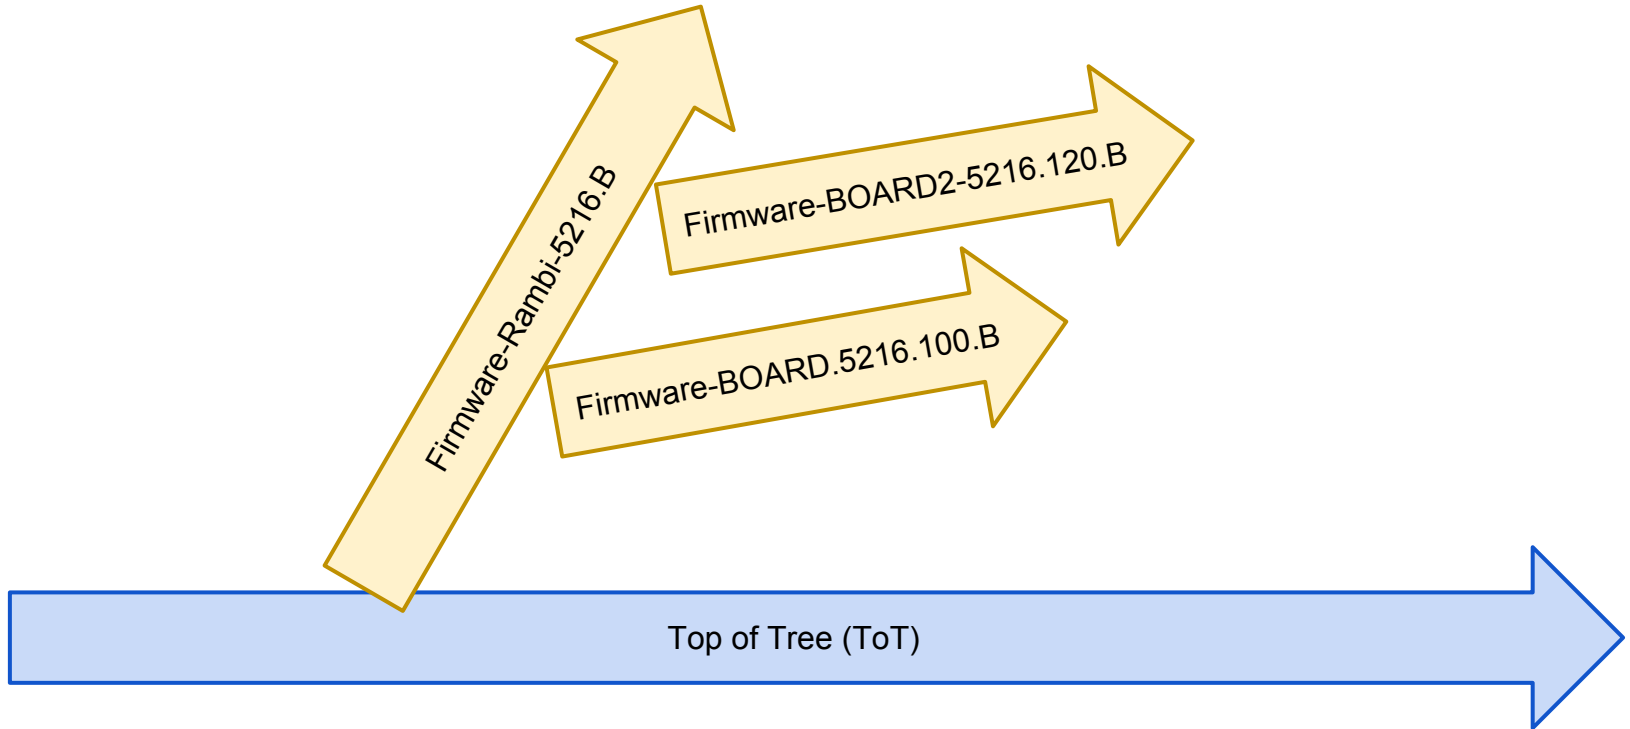 Firmware-Rambi-5216.B
Firmware-BOARD2-5216.120.B
Firmware-BOARD.5216.100.B
Top of Tree (ToT)